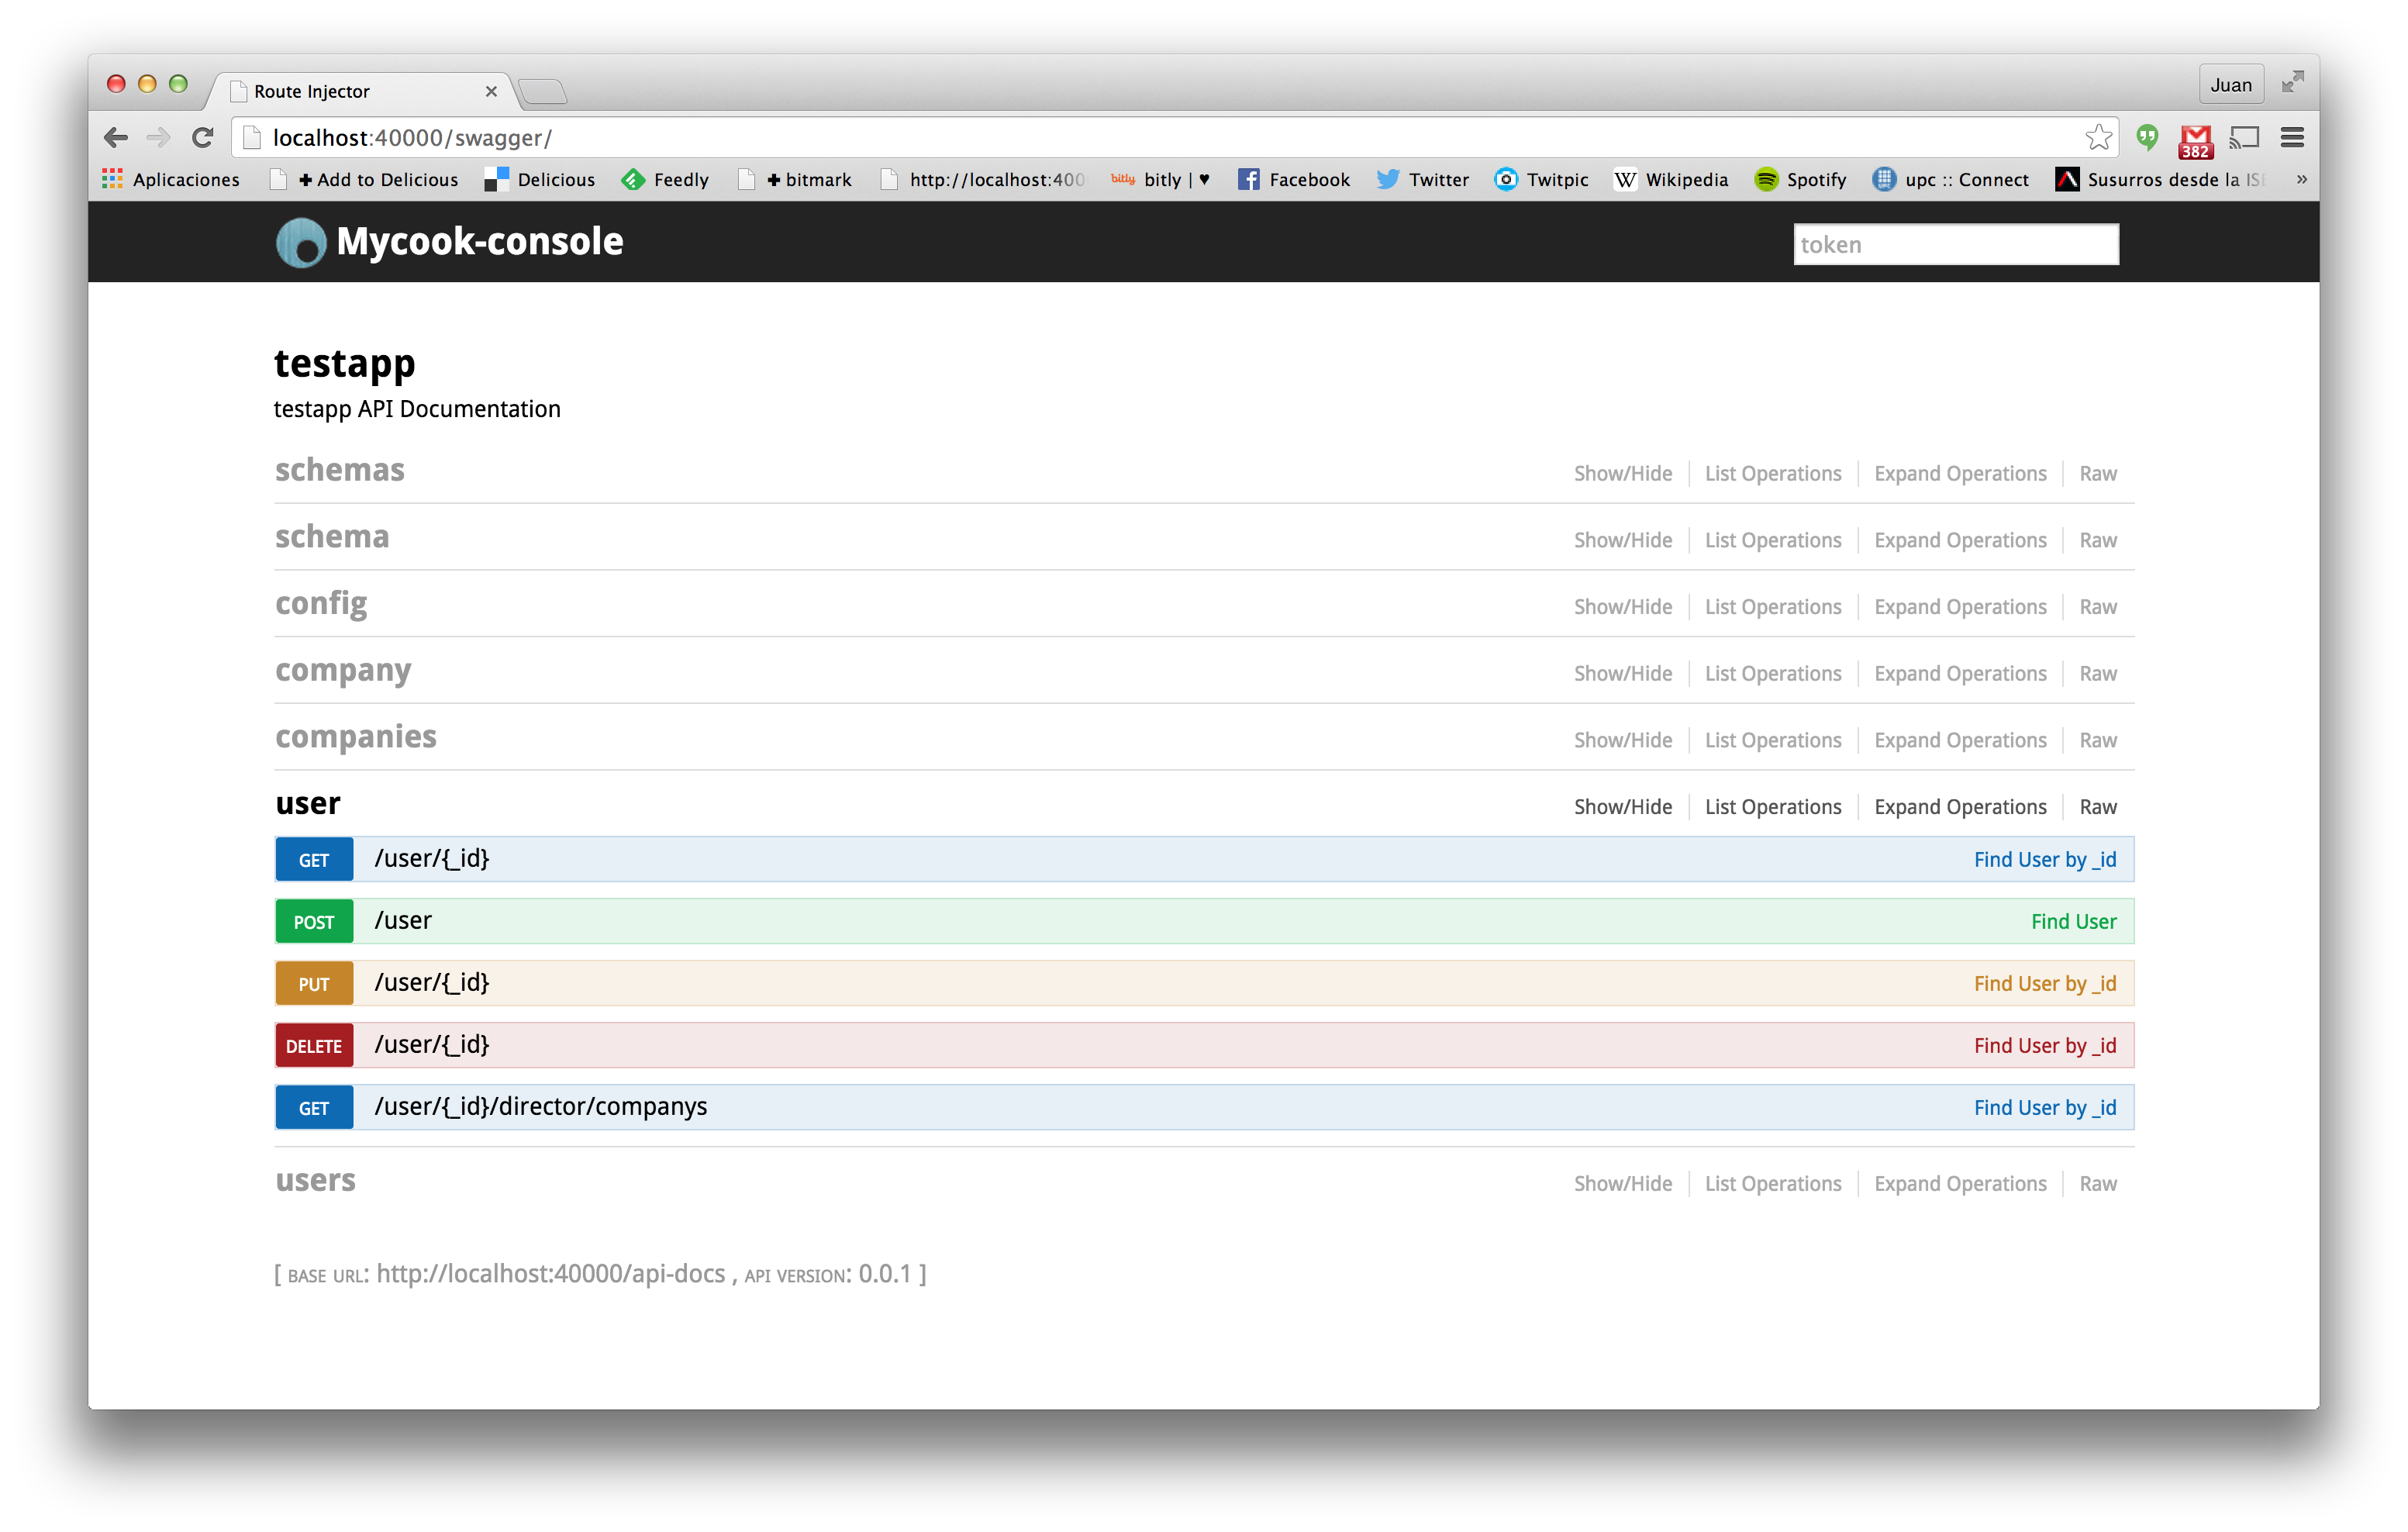 Route Injector
Juan
localhost:40000/swagger/
382
Aplicaciones + Add to Delicious Delicious Feedly + bitmark http://localhost:400 bitly bitly | ♥ Facebook Twitter Twitpic W Wikipedia Spotify upc :: Connect Susurros desde la ISE »
Mycook-console token
testapp
testapp API Documentation
schemas Show/Hide List Operations Expand Operations Raw
schema Show/Hide List Operations Expand Operations Raw
config Show/Hide List Operations Expand Operations Raw
company Show/Hide List Operations Expand Operations Raw
companies Show/Hide List Operations Expand Operations Raw
user Show/Hide List Operations Expand Operations Raw
GET /user/{_id} Find User by _id
POST /user Find User
PUT /user/{_id} Find User by _id
DELETE /user/{_id} Find User by _id
GET /user/{_id}/director/companys Find User by _id
users Show/Hide List Operations Expand Operations Raw
[ BASE URL: http://localhost:40000/api-docs , API VERSION: 0.0.1 ]